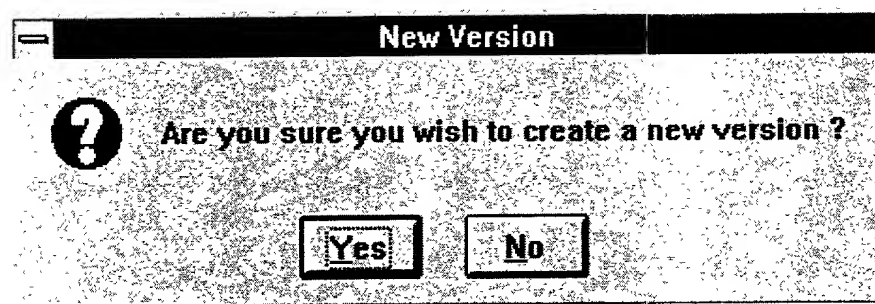 New Version
Are you sure you wish to create a new version ?
Yes
No